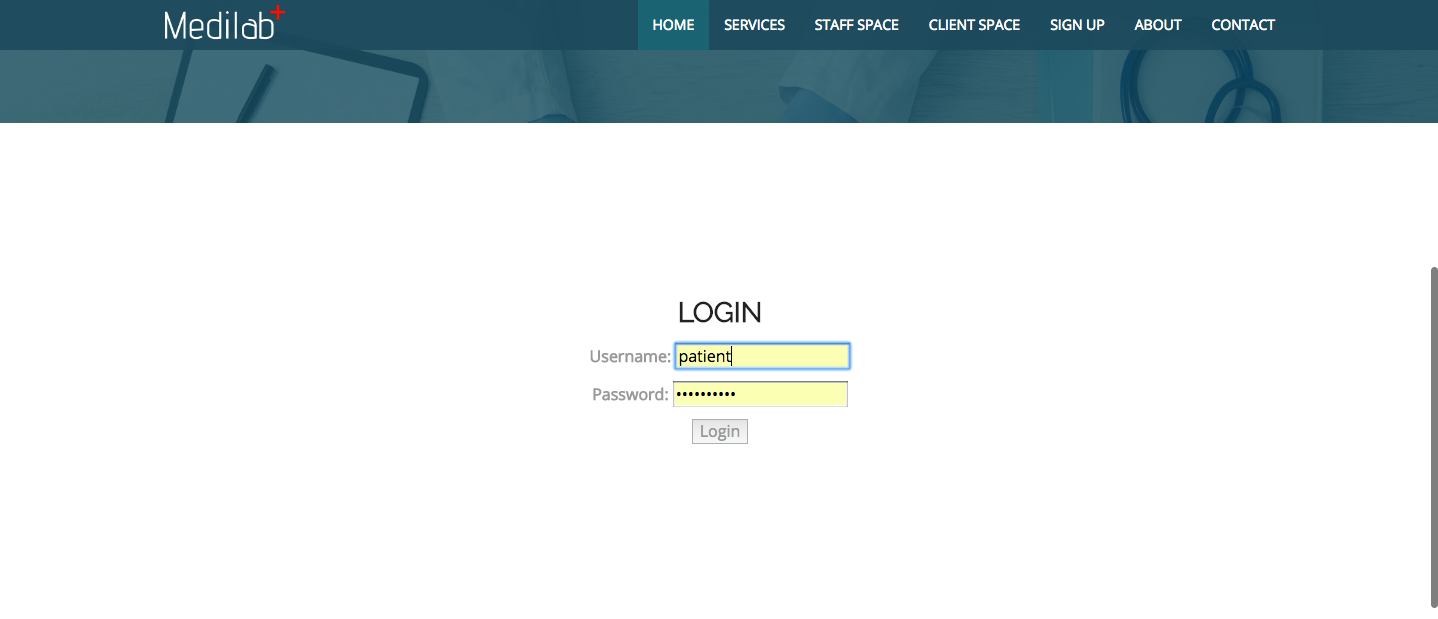 Medilab+
HOME SERVICES STAFF SPACE CLIENT SPACE SIGN UP ABOUT CONTACT
LOGIN
Username: patient
Password: ••••••••••
Login